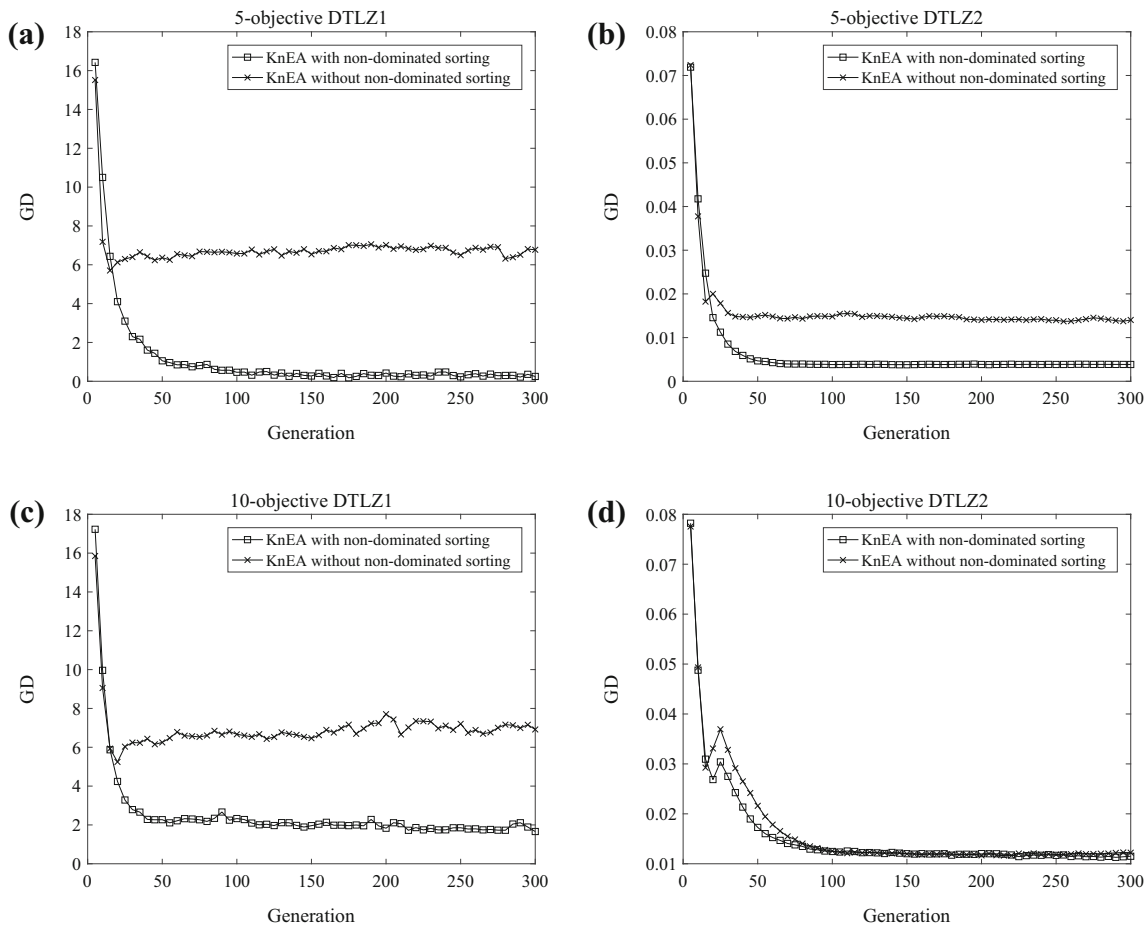 (a)
5-objective DTLZ1
18
16
14
12
10
8
6
4
2
0
GD
KnEA with non-dominated sorting
KnEA without non-dominated sorting
0 50 100 150 200 250 300
Generation
(b)
5-objective DTLZ2
0.08
0.07
0.06
0.05
0.04
0.03
0.02
0.01
0
GD
KnEA with non-dominated sorting
KnEA without non-dominated sorting
0 50 100 150 200 250 300
Generation
(c)
10-objective DTLZ1
18
16
14
12
10
8
6
4
2
0
GD
KnEA with non-dominated sorting
KnEA without non-dominated sorting
0 50 100 150 200 250 300
Generation
(d)
10-objective DTLZ2
0.08
0.07
0.06
0.05
0.04
0.03
0.02
0.01
GD
KnEA with non-dominated sorting
KnEA without non-dominated sorting
0 50 100 150 200 250 300
Generation